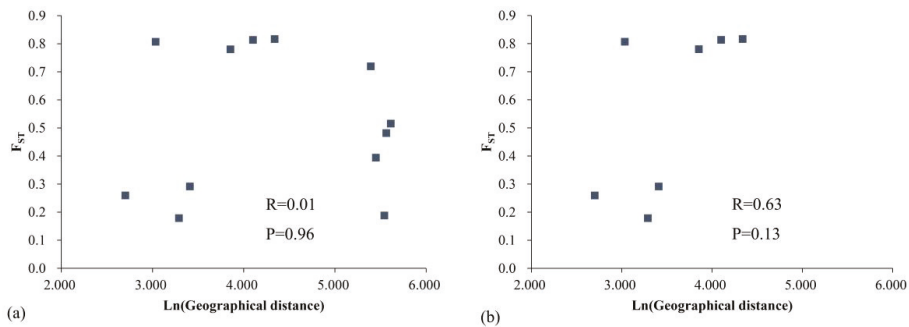 0.9
0.8
0.7
0.6
0.5
0.4
0.3
0.2
0.1
0.0
F_ST
R=0.01
P=0.96
2.000 3.000 4.000 5.000 6.000
Ln(Geographical distance)
(a)
0.9
0.8
0.7
0.6
0.5
0.4
0.3
0.2
0.1
0.0
F_ST
R=0.63
P=0.13
2.000 3.000 4.000 5.000 6.000
Ln(Geographical distance)
(b)